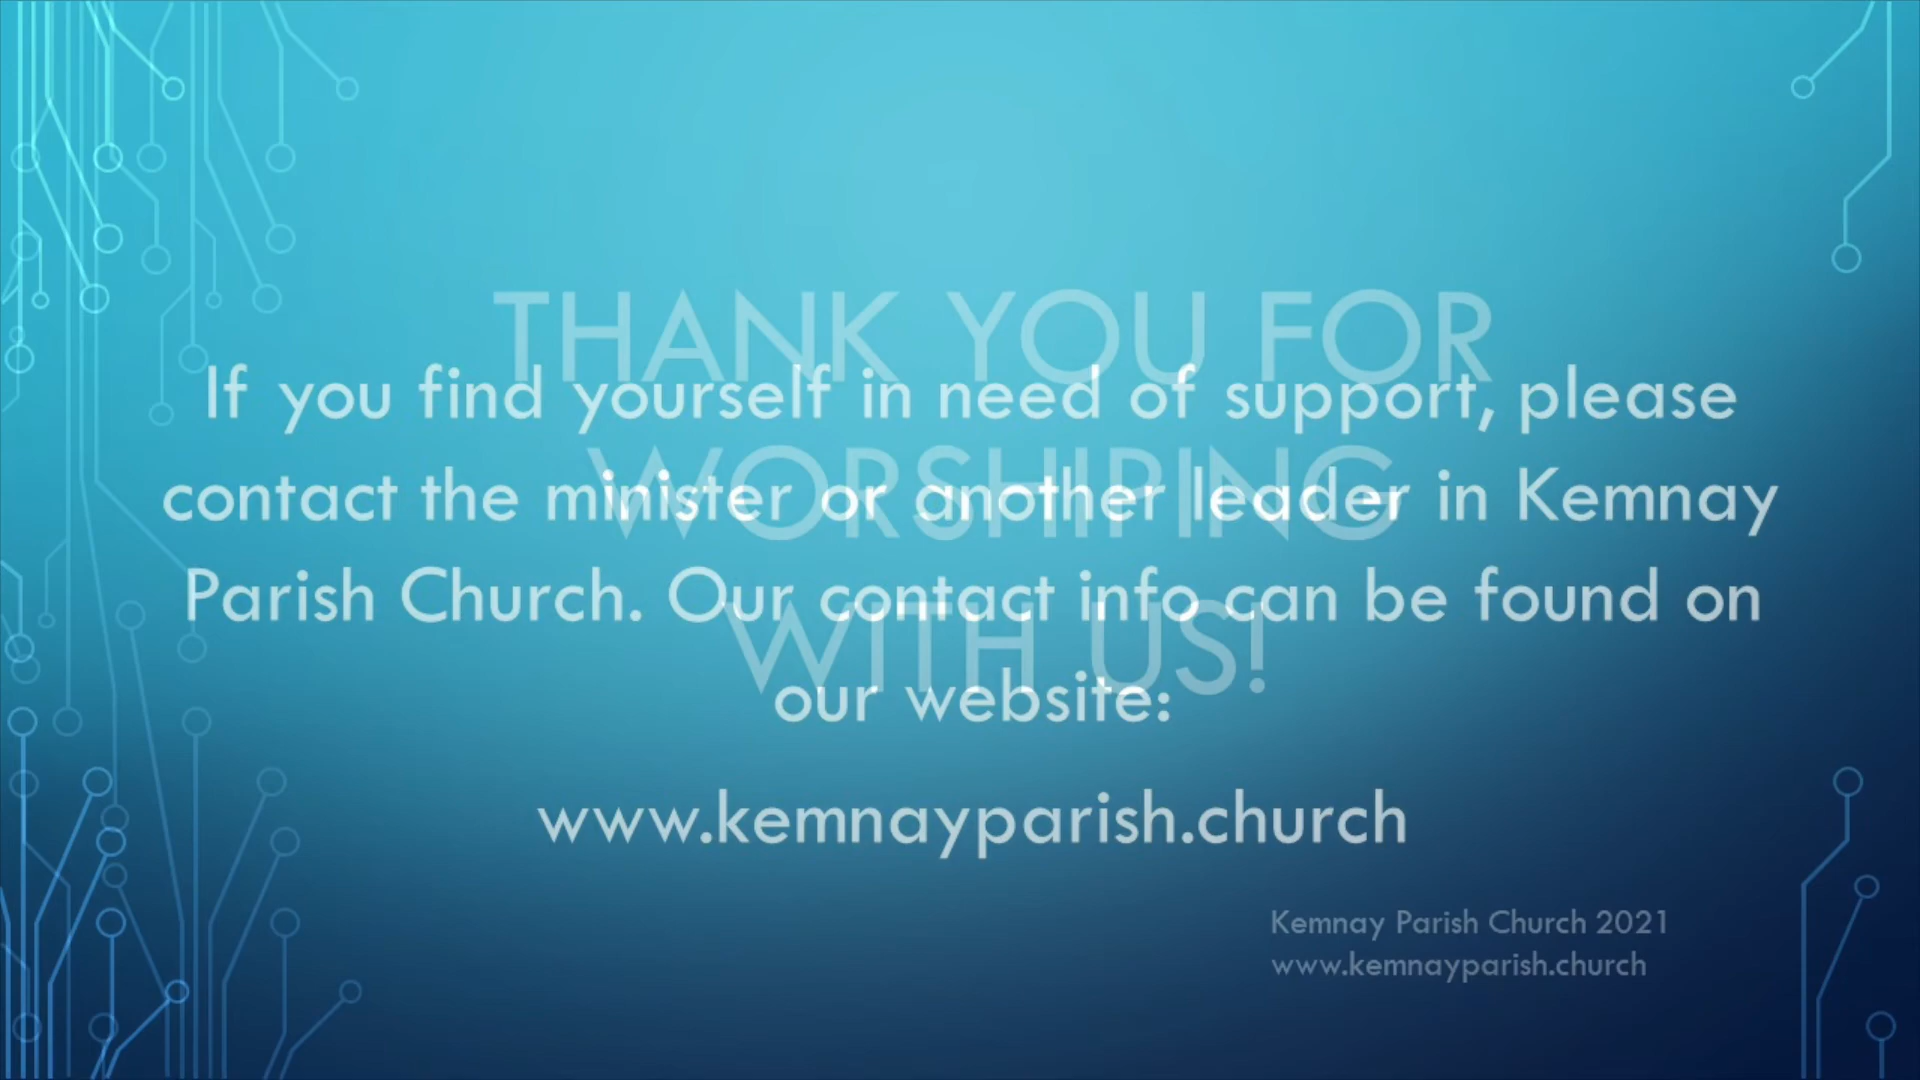 THANK YOU FOR
WORSHIPING
WITH US!
If you find yourself in need of support, please
contact the minister or another leader in Kemnay
Parish Church. Our contact info can be found on
our website:
www.kemnayparish.church
Kemnay Parish Church 2021
www.kemnayparish.church